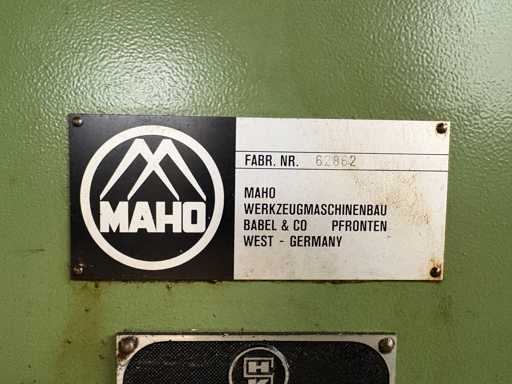 MAHO
FABR. NR. 62862
MAHO
WERKZEUGMASCHINENBAU
BABEL & CO PFRONTEN
WEST - GERMANY
H